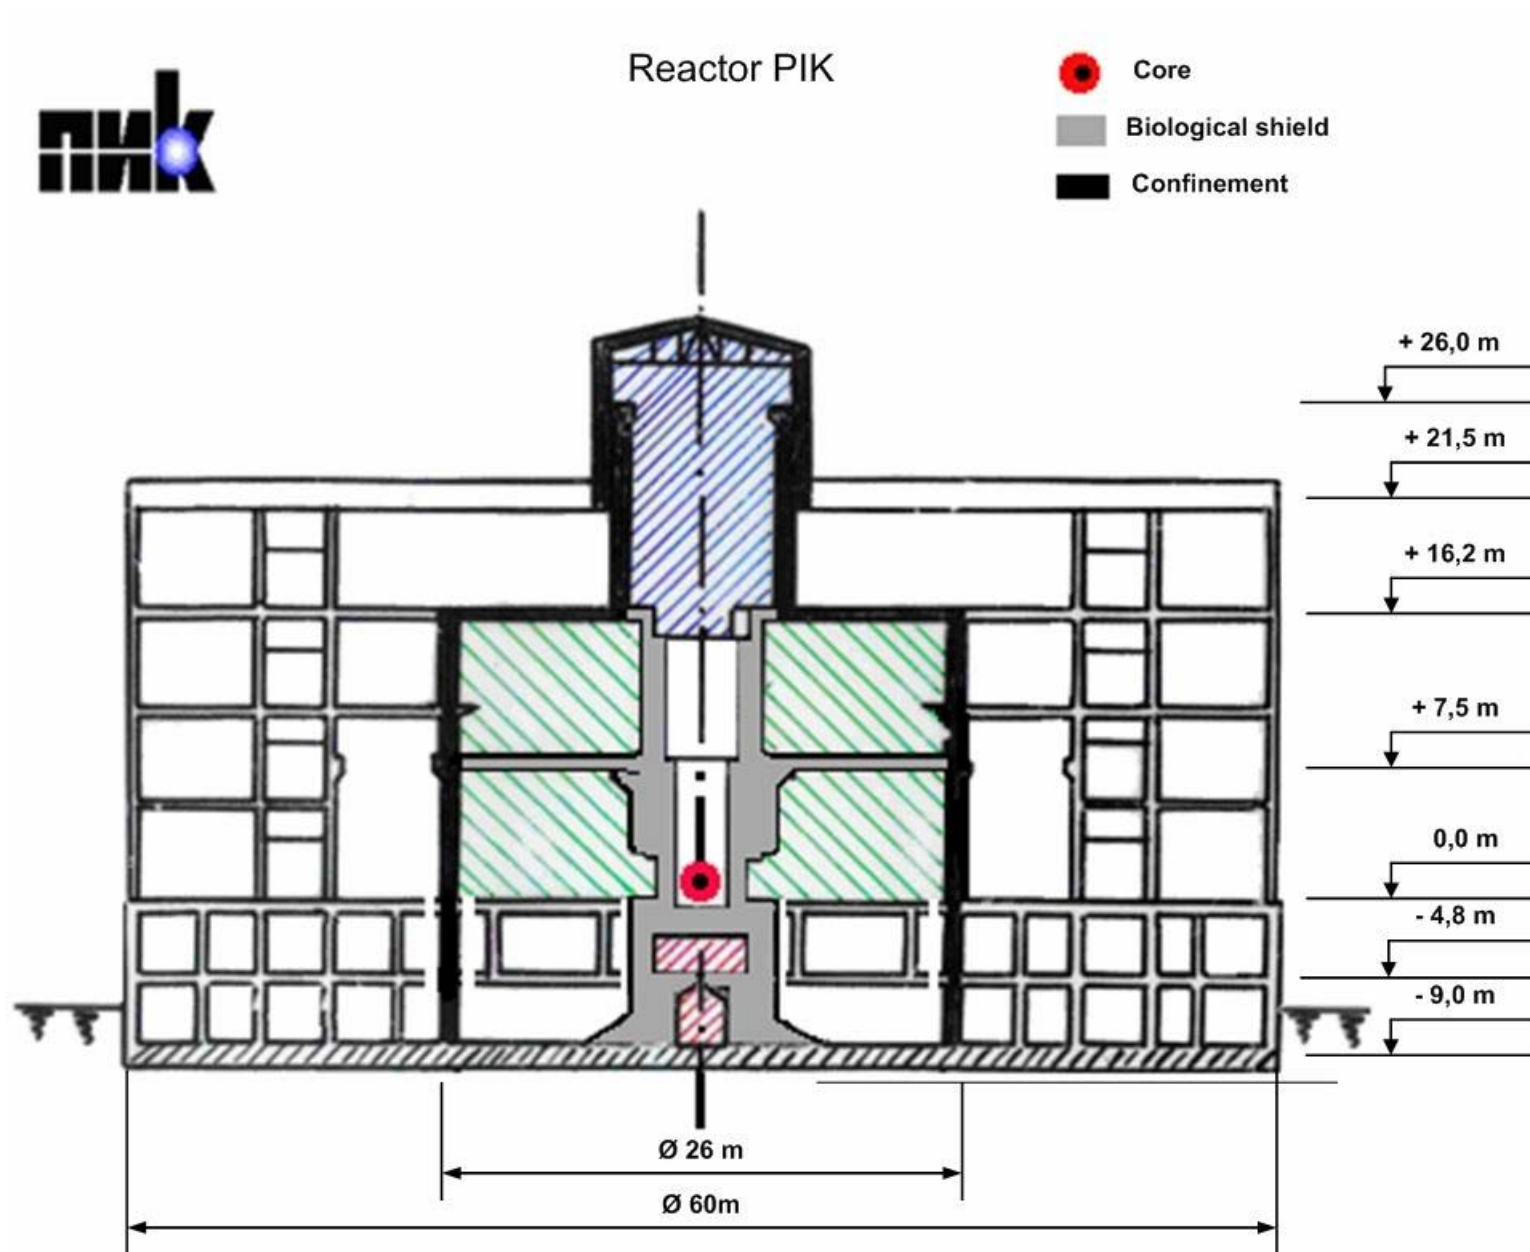 Reactor PIK
пик
Core
Biological shield
Confinement
+ 26,0 m
+ 21,5 m
+ 16,2 m
+ 7,5 m
0,0 m
- 4,8 m
- 9,0 m
Ø 26 m
Ø 60m